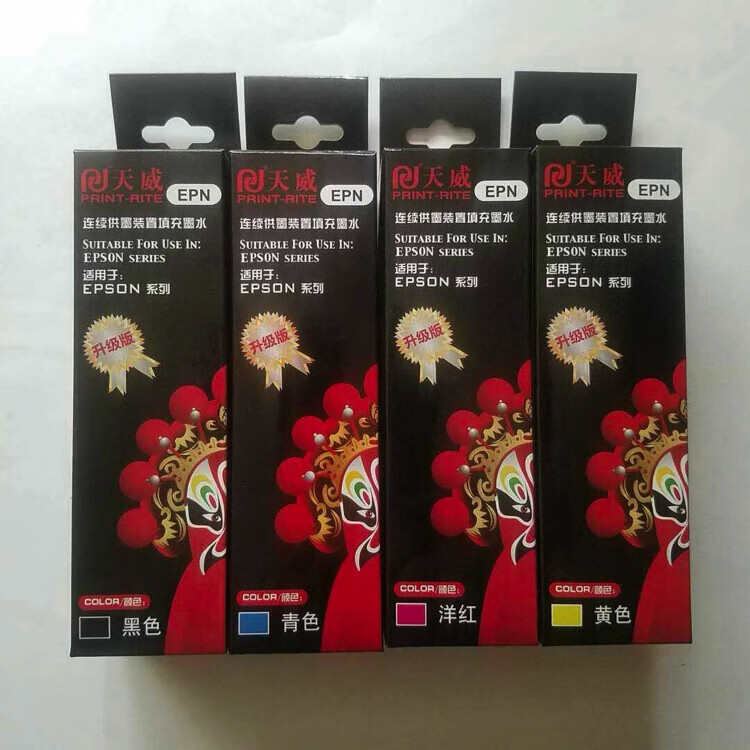 天威
PRINT-RITE
EPN
连续供墨装置填充墨水
SUITABLE FOR USE IN:
EPSON SERIES
适用于:
EPSON 系列
升级版
COLOR/颜色:
黑色
天威
PRINT-RITE
EPN
连续供墨装置填充墨水
SUITABLE FOR USE IN:
EPSON SERIES
适用于:
EPSON 系列
升级版
COLOR/颜色:
青色
天威
PRINT-RITE
EPN
连续供墨装置填充墨水
SUITABLE FOR USE IN:
EPSON SERIES
适用于:
EPSON 系列
升级版
COLOR/颜色:
洋红
天威
PRINT-RITE
EPN
连续供墨装置填充墨水
SUITABLE FOR USE IN:
EPSON SERIES
适用于:
EPSON 系列
升级版
COLOR/颜色:
黄色